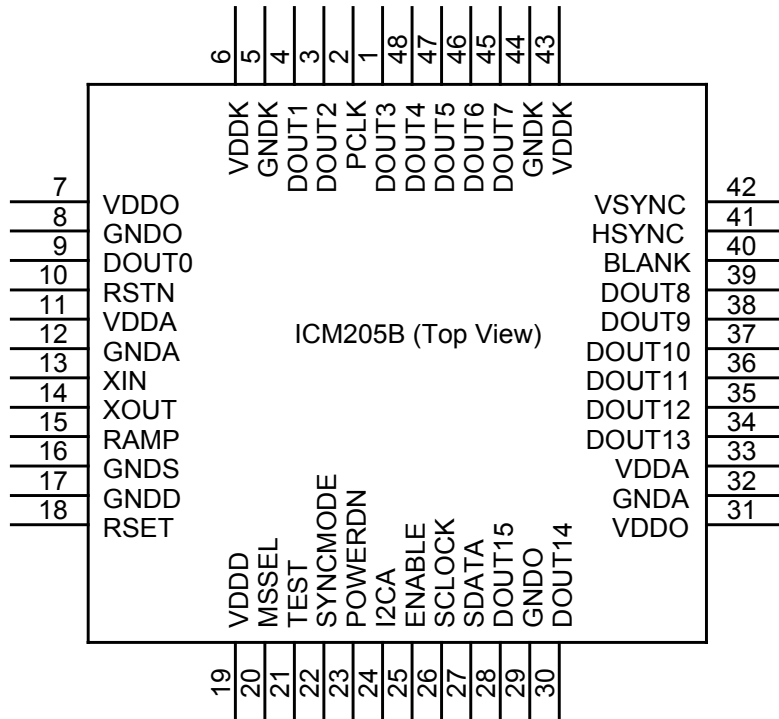 6
5
4
3
2
1
48
47
46
45
44
43
VDDK
GNDK
DOUT1
DOUT2
PCLK
DOUT3
DOUT4
DOUT5
DOUT6
DOUT7
GNDK
VDDK
7
VDDO
8
GNDO
9
DOUT0
10
RSTN
11
VDDA
12
GNDA
13
XIN
14
XOUT
15
RAMP
16
GNDS
17
GNDD
18
RSET
ICM205B (Top View)
42
VSYNC
41
HSYNC
40
BLANK
39
DOUT8
38
DOUT9
37
DOUT10
36
DOUT11
35
DOUT12
34
DOUT13
33
VDDA
32
GNDA
31
VDDO
VDDD
MSSEL
TEST
SYNCMODE
POWERDN
I2CA
ENABLE
SCLOCK
SDATA
DOUT15
GNDO
DOUT14
19
20
21
22
23
24
25
26
27
28
29
30